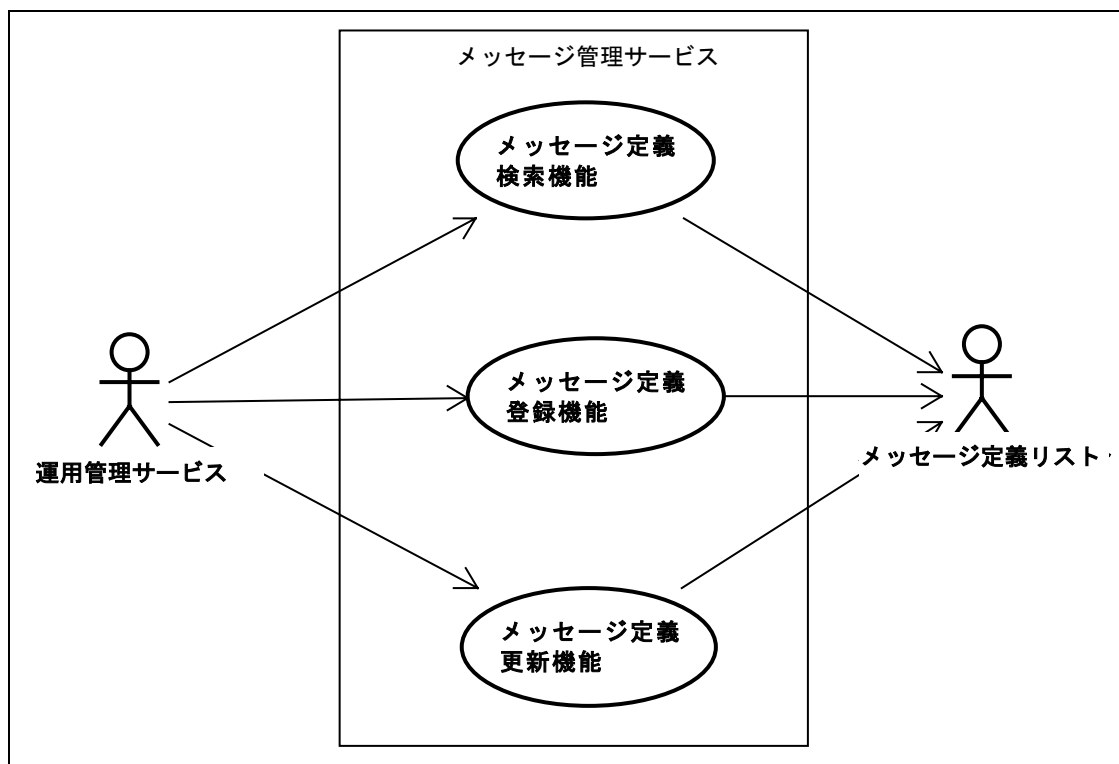 メッセージ管理サービス
メッセージ定義
検索機能
メッセージ定義
登録機能
運用管理サービス
メッセージ定義リスト
メッセージ定義
更新機能